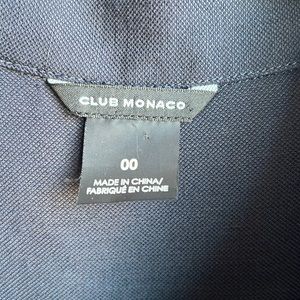 CLUB MONACO
00
MADE IN CHINA/
FABRIQUÉ EN CHINE